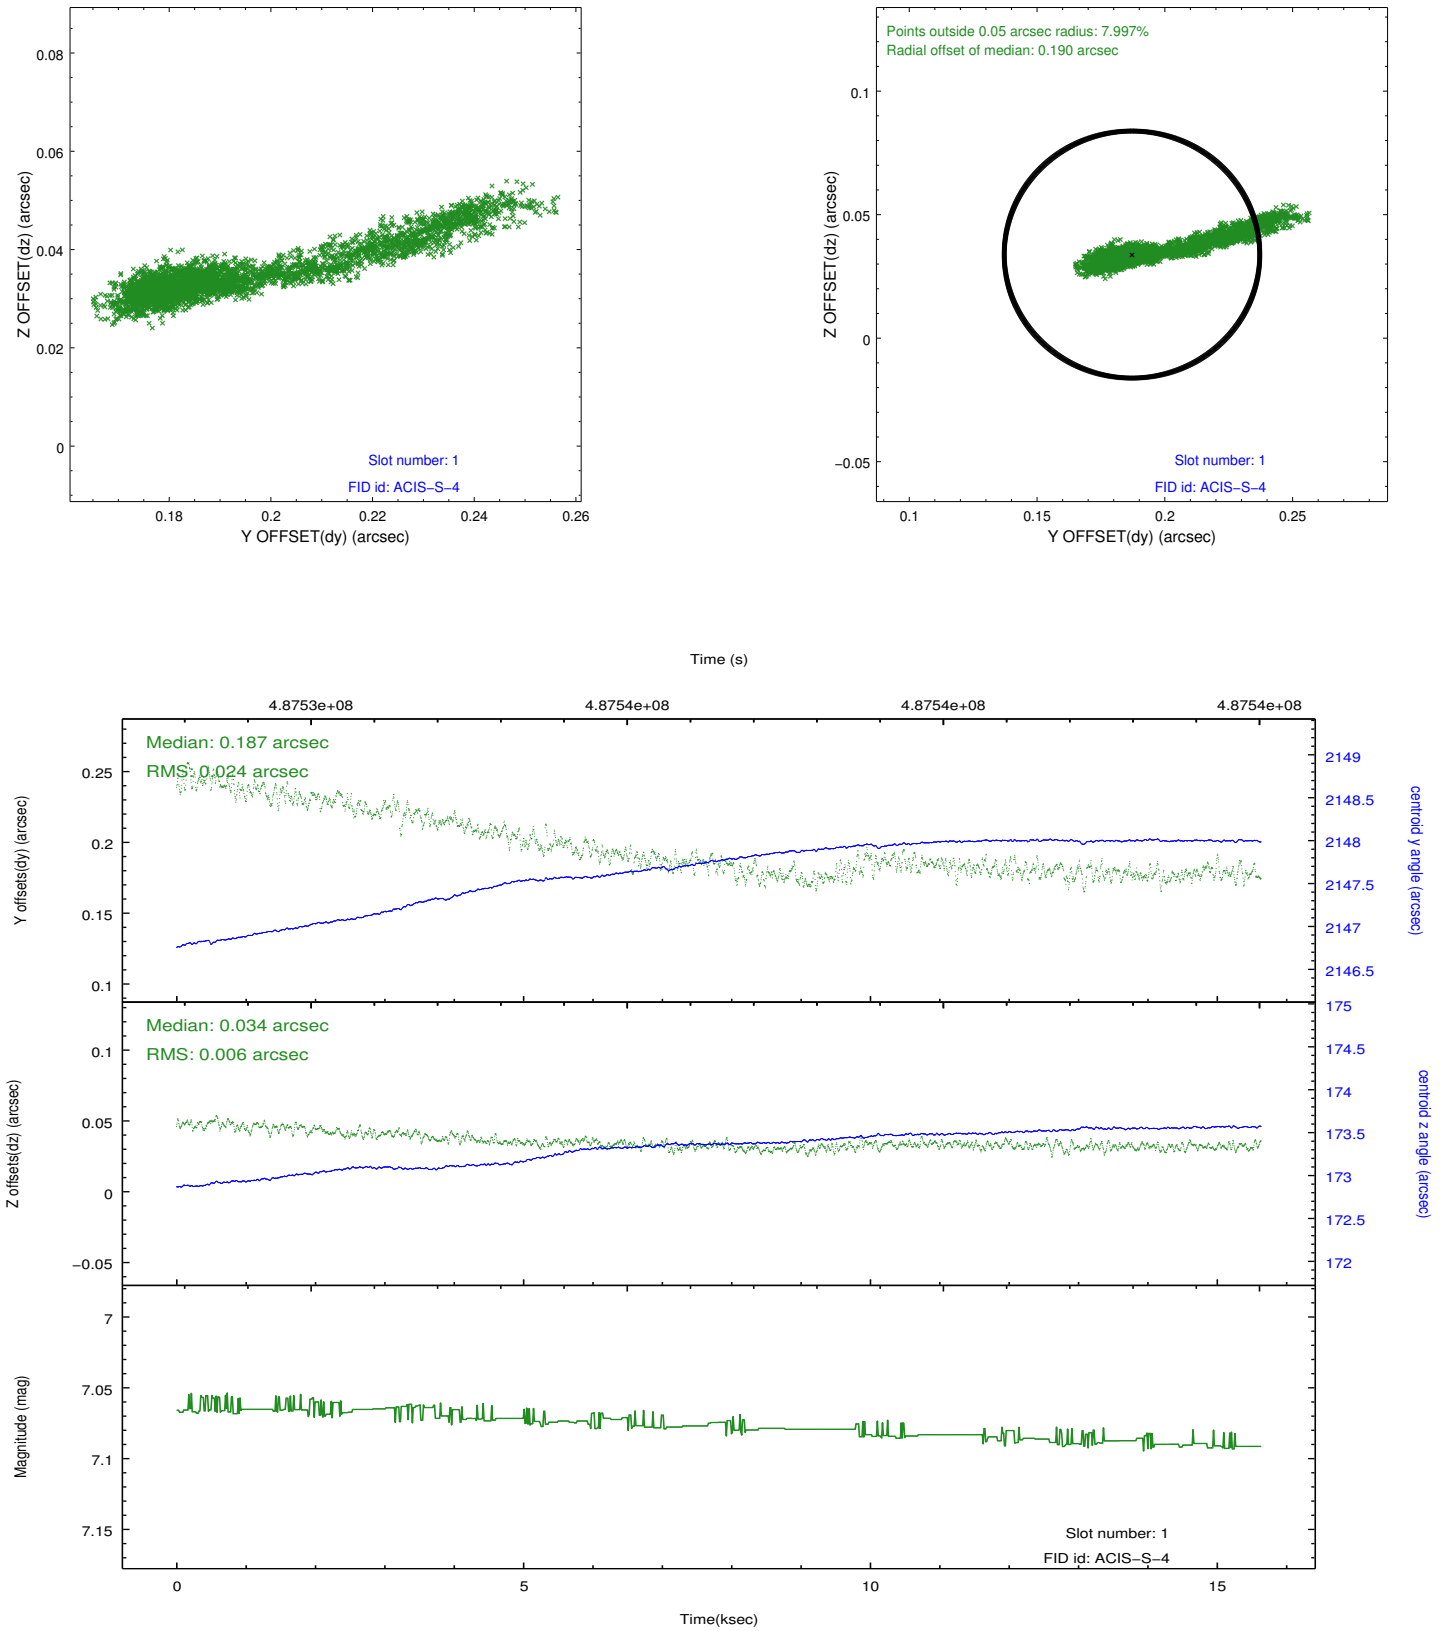 0.08
0.06
0.04
0.02
0
Z OFFSET(dz) (arcsec)
0.18
0.2
0.22
0.24
0.26
Y OFFSET(dy) (arcsec)
Slot number: 1
FID id: ACIS−S−4
Points outside 0.05 arcsec radius: 7.997%
Radial offset of median: 0.190 arcsec
0.1
0.05
0
−0.05
Z OFFSET(dz) (arcsec)
0.1
0.15
0.2
0.25
Y OFFSET(dy) (arcsec)
Slot number: 1
FID id: ACIS−S−4
Time (s)
4.8753e+08
4.8754e+08
4.8754e+08
4.8754e+08
Median: 0.187 arcsec
RMS: 0.024 arcsec
0.25
0.2
0.15
0.1
Y offsets(dy) (arcsec)
2149
2148.5
2148
2147.5
2147
2146.5
centroid y angle (arcsec)
Median: 0.034 arcsec
RMS: 0.006 arcsec
0.1
0.05
0
−0.05
Z offsets(dz) (arcsec)
175
174.5
174
173.5
173
172.5
172
centroid z angle (arcsec)
7
7.05
7.1
7.15
Magnitude (mag)
Slot number: 1
FID id: ACIS−S−4
0
5
10
15
Time(ksec)